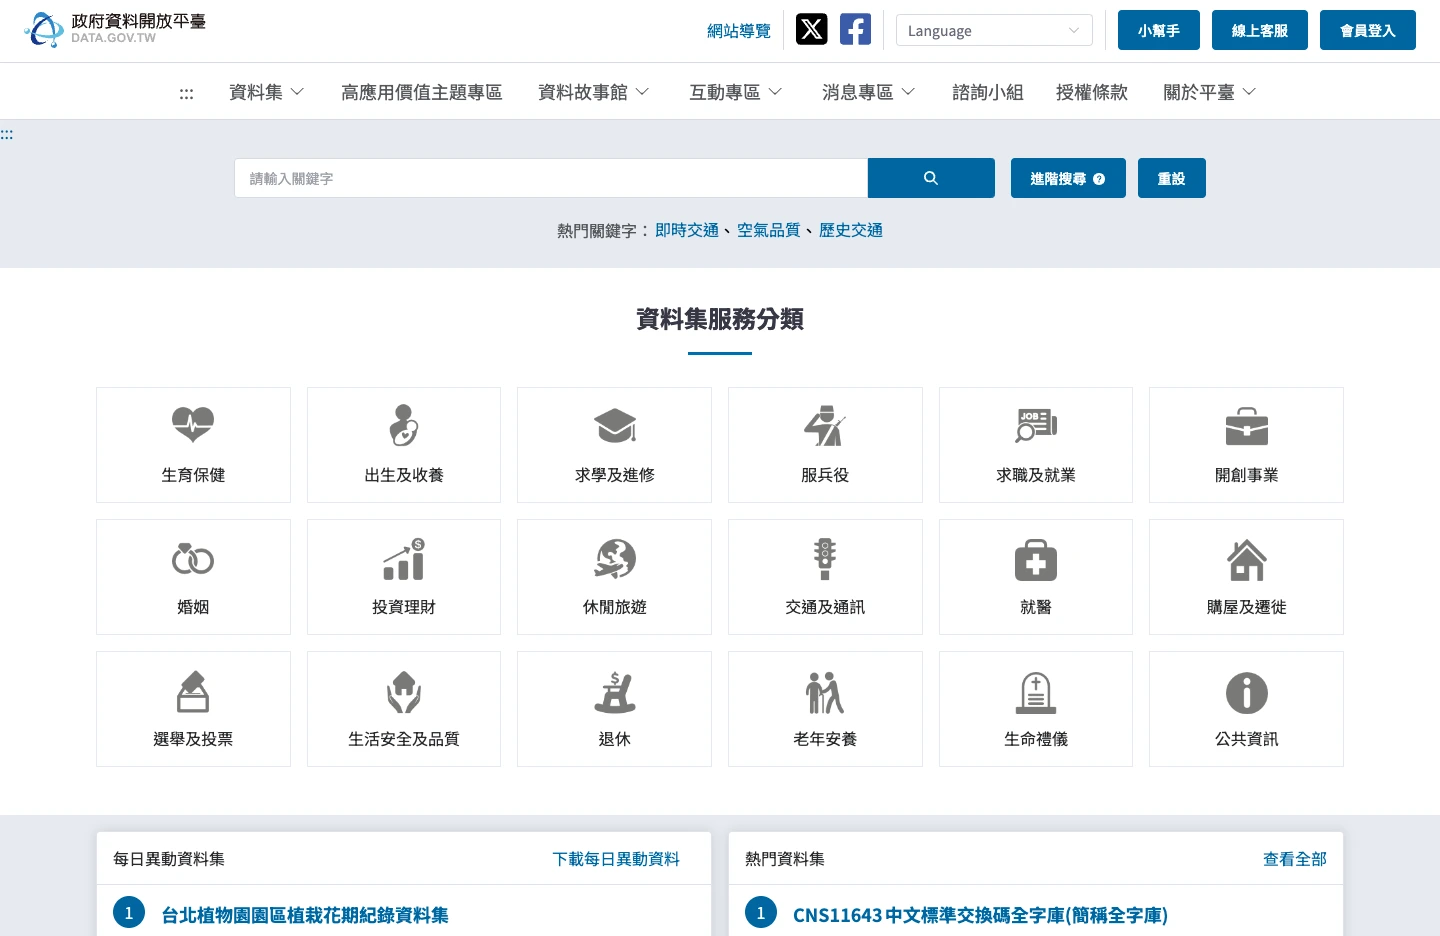 政府資料開放平臺
DATA.GOV.TW
網站導覽
Language
小幫手
線上客服
會員登入
:::
資料集
高應用價值主題專區
資料故事館
互動專區
消息專區
諮詢小組
授權條款
關於平臺
:::
請輸入關鍵字
進階搜尋
重設
熱門關鍵字：即時交通、空氣品質、歷史交通
資料集服務分類
生育保健
出生及收養
求學及進修
服兵役
JOB
求職及就業
開創事業
婚姻
投資理財
休閒旅遊
交通及通訊
就醫
購屋及遷徙
選舉及投票
生活安全及品質
退休
老年安養
生命禮儀
公共資訊
每日異動資料集
下載每日異動資料
1
台北植物園園區植栽花期紀錄資料集
熱門資料集
查看全部
1
CNS11643中文標準交換碼全字庫(簡稱全字庫)